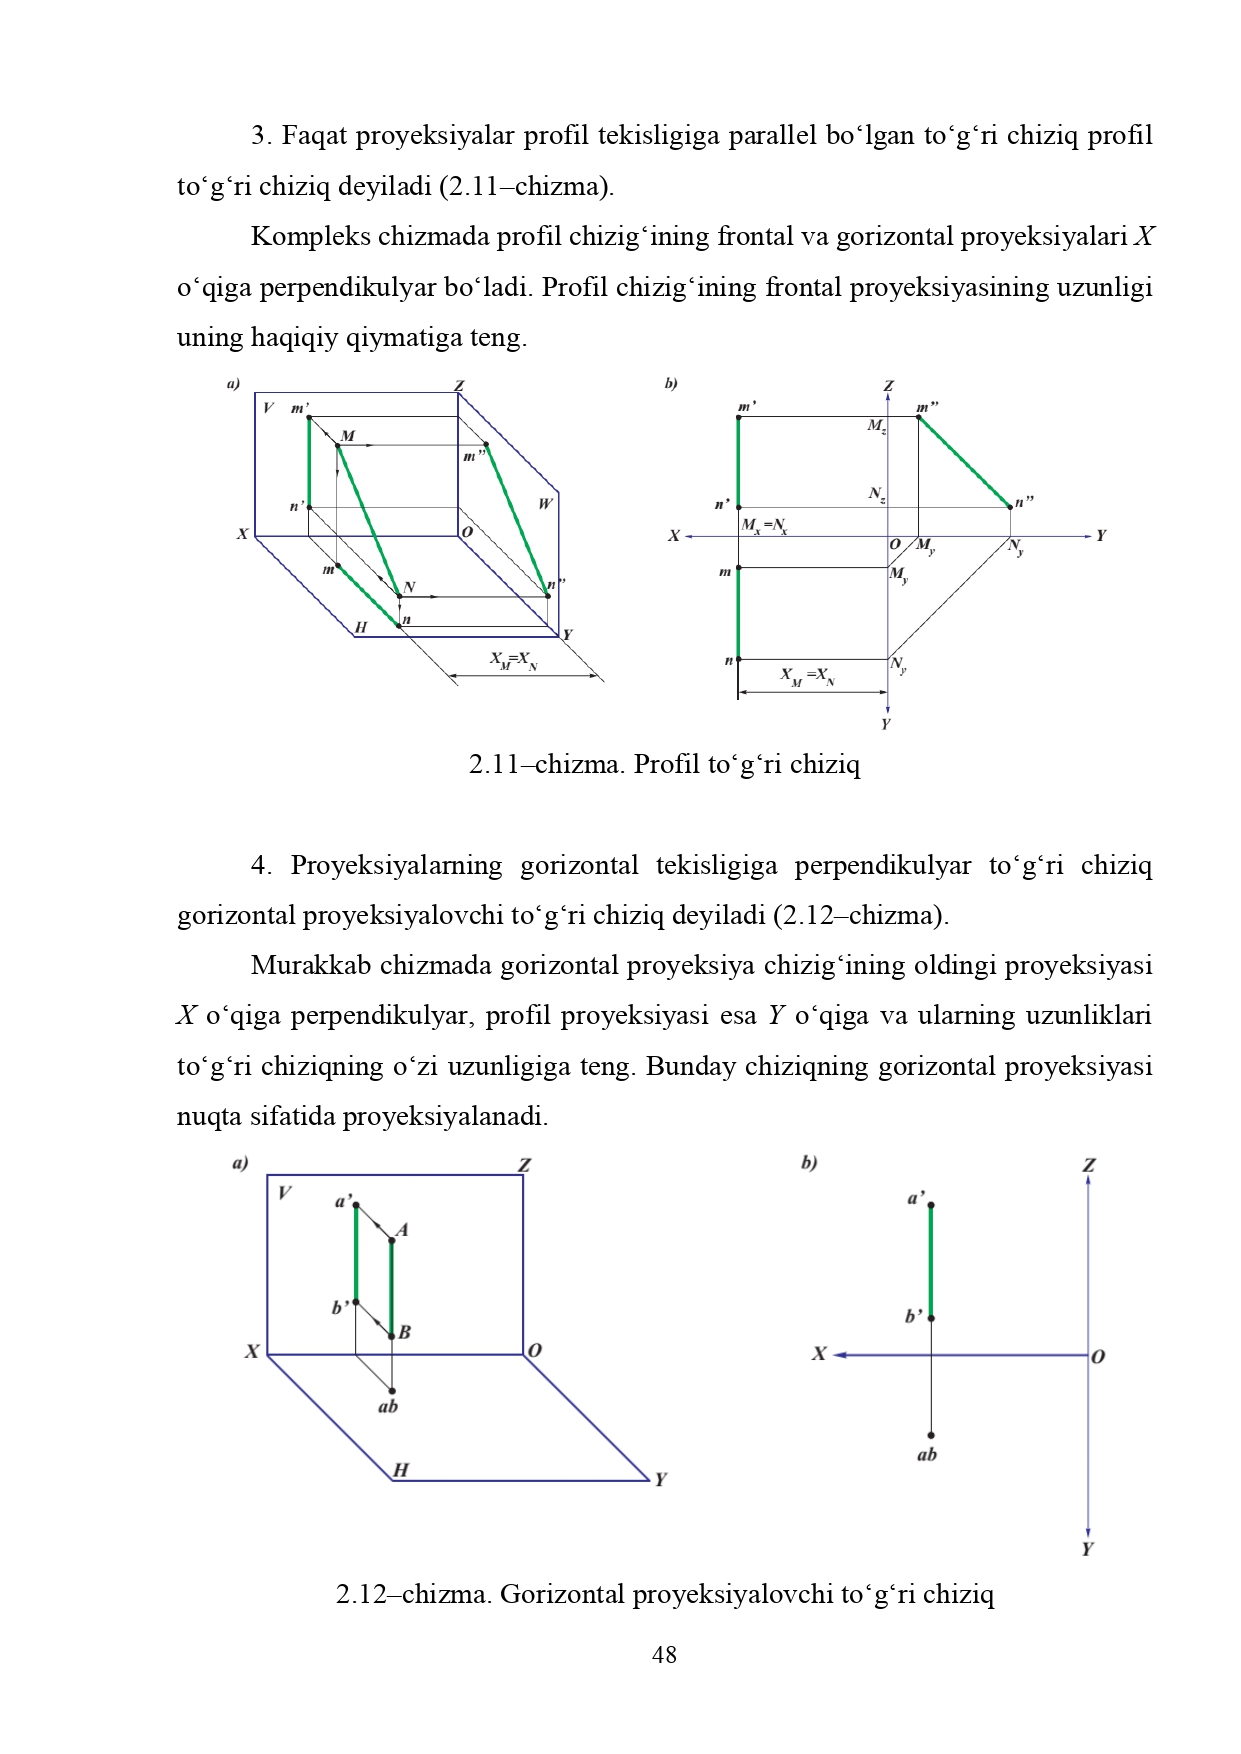 3. Faqat proyeksiyalar profil tekisligiga parallel bo‘lgan to‘g‘ri chiziq profil
to‘g‘ri chiziq deyiladi (2.11–chizma).
Kompleks chizmada profil chizig‘ining frontal va gorizontal proyeksiyalari X
o‘qiga perpendikulyar bo‘ladi. Profil chizig‘ining frontal proyeksiyasining uzunligi
uning haqiqiy qiymatiga teng.
a)
Z
V m’
M
m”
n’
W
X
O
m
N
n”
n
H
Y
X_M=X_N
b)
Z
m’
m”
M_z
n’
N_z
n”
M_x=N_x
X
O
M_y
N_y
Y
m
M_y
n
N_y
X_M=X_N
Y
2.11–chizma. Profil to‘g‘ri chiziq
4. Proyeksiyalarning gorizontal tekisligiga perpendikulyar to‘g‘ri chiziq
gorizontal proyeksiyalovchi to‘g‘ri chiziq deyiladi (2.12–chizma).
Murakkab chizmada gorizontal proyeksiya chizig‘ining oldingi proyeksiyasi
X o‘qiga perpendikulyar, profil proyeksiyasi esa Y o‘qiga va ularning uzunliklari
to‘g‘ri chiziqning o‘zi uzunligiga teng. Bunday chiziqning gorizontal proyeksiyasi
nuqta sifatida proyeksiyalanadi.
a)
Z
V
a’
A
b’
B
X
O
ab
H
Y
b)
Z
a’
b’
X
O
ab
Y
2.12–chizma. Gorizontal proyeksiyalovchi to‘g‘ri chiziq
48